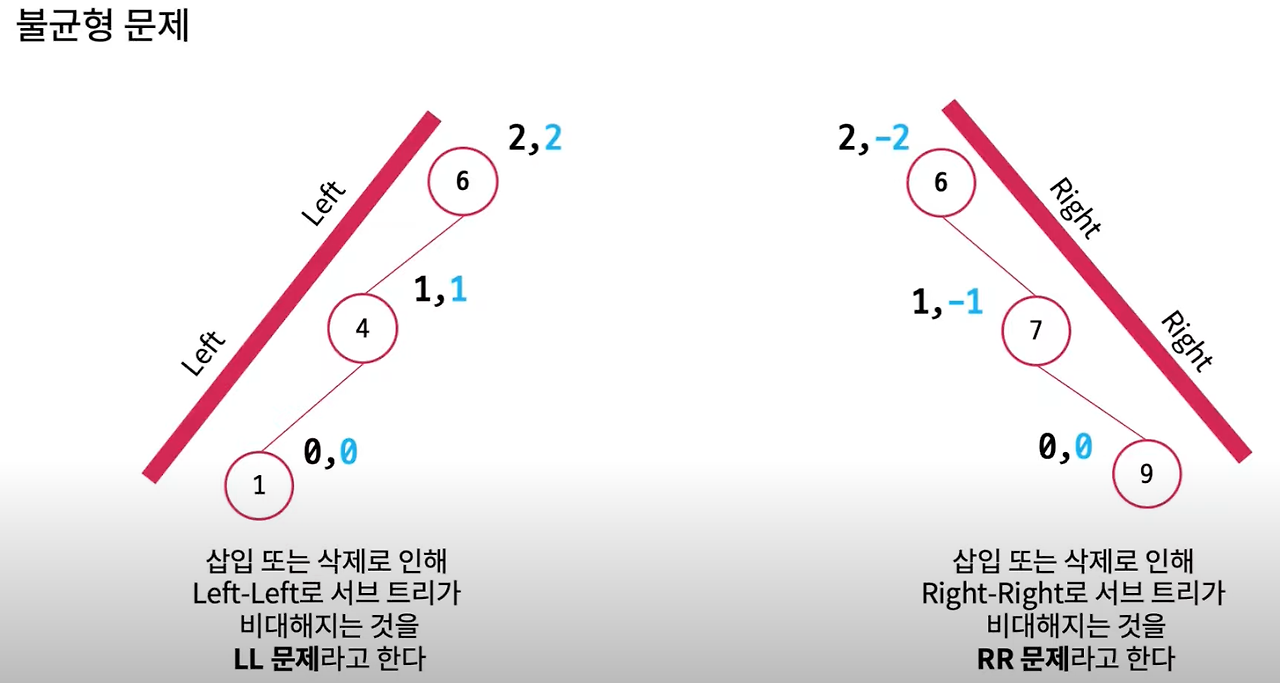 불균형 문제
2,2
6
Left
1,1
4
Left
0,0
1
삽입 또는 삭제로 인해
Left-Left로 서브 트리가
비대해지는 것을
LL 문제라고 한다
2,-2
6
Right
1,-1
7
Right
0,0
9
삽입 또는 삭제로 인해
Right-Right로 서브 트리가
비대해지는 것을
RR 문제라고 한다